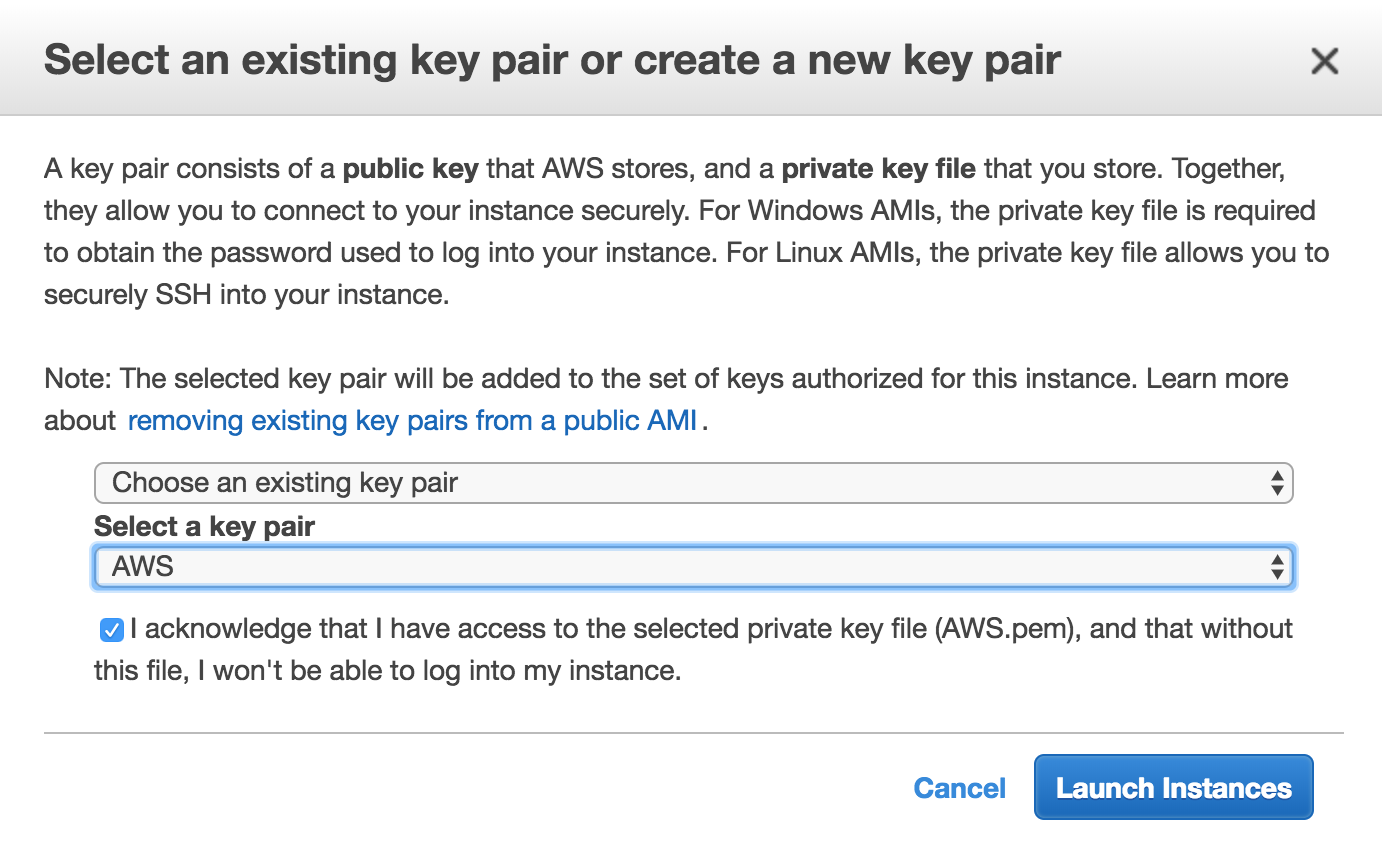 Select an existing key pair or create a new key pair
A key pair consists of a public key that AWS stores, and a private key file that you store. Together,
they allow you to connect to your instance securely. For Windows AMIs, the private key file is required
to obtain the password used to log into your instance. For Linux AMIs, the private key file allows you to
securely SSH into your instance.
Note: The selected key pair will be added to the set of keys authorized for this instance. Learn more
about removing existing key pairs from a public AMI .
Choose an existing key pair
Select a key pair
AWS
I acknowledge that I have access to the selected private key file (AWS.pem), and that without
this file, I won't be able to log into my instance.
Cancel Launch Instances